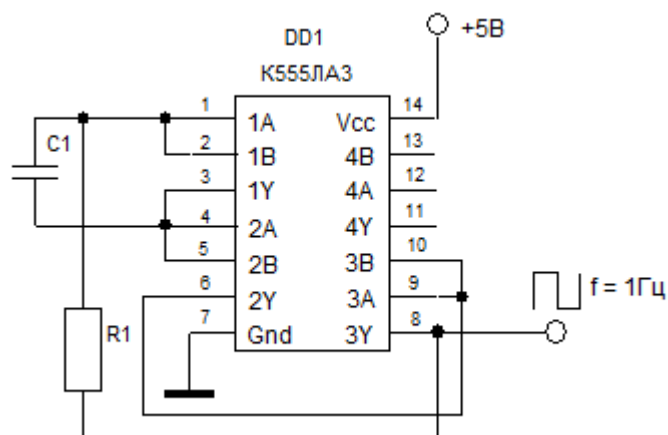 DD1
+5В
К555ЛА3
1 1A Vcc 14
2 1B 4B 13
C1
3 1Y 4A 12
4 2A 4Y 11
5 2B 3B 10
6 2Y 3A 9
f = 1Гц
7 Gnd 3Y 8
R1